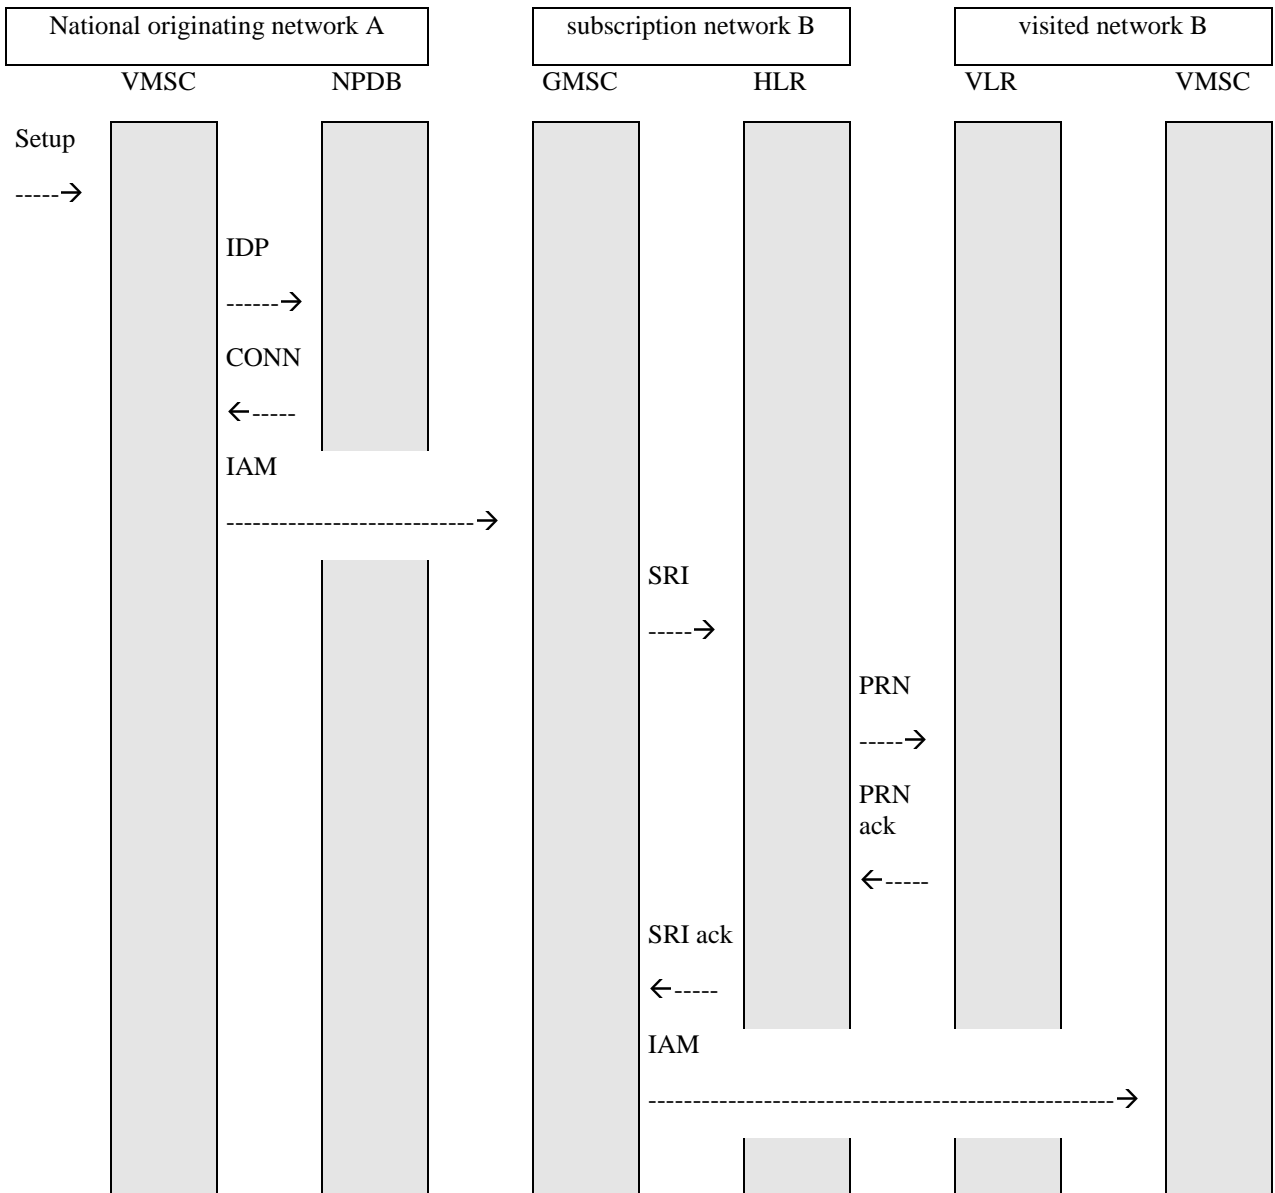 National originating network A
subscription network B
visited network B
VMSC
NPDB
GMSC
HLR
VLR
VMSC
Setup
-----→
IDP
------→
CONN
←-----
IAM
----------------------------→
SRI
-----→
PRN
-----→
PRN
ack
←-----
SRI ack
←-----
IAM
-----------------------------------------------------→